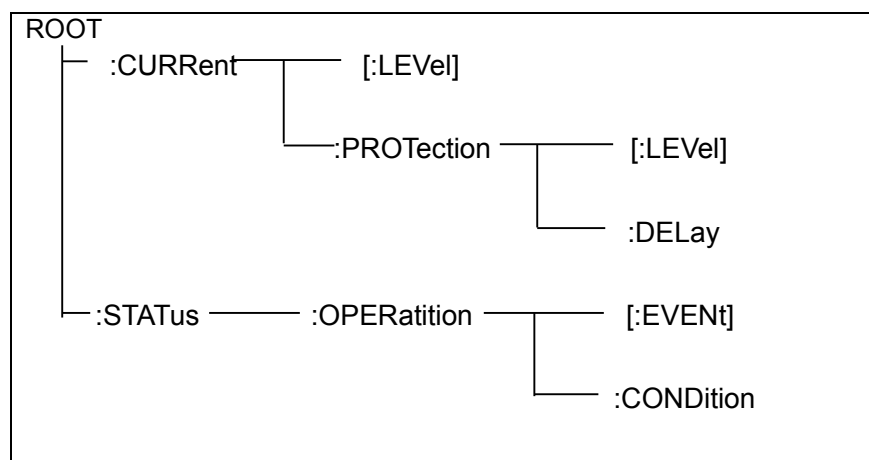 ROOT
:CURRent [:LEVel]
:PROTection [:LEVel]
:DELay
:STATus :OPERatition [:EVENt]
:CONDition